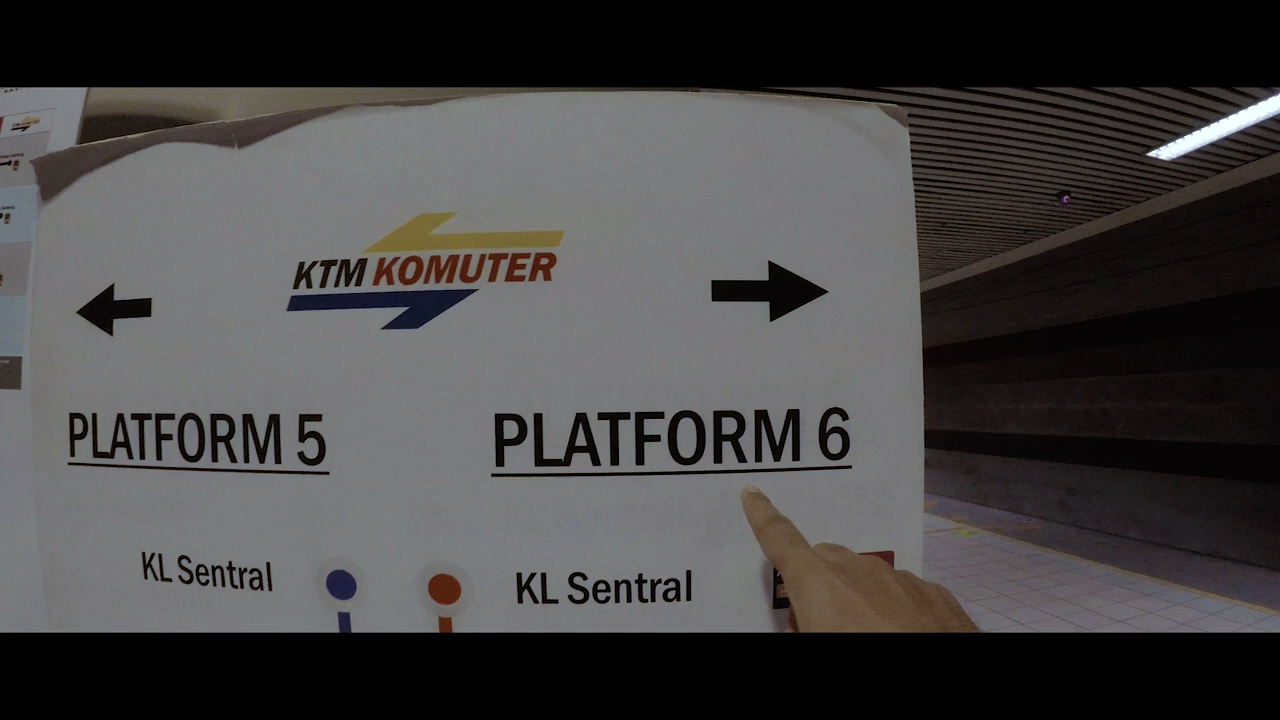 KTM KOMUTER
PLATFORM 5
PLATFORM 6
KL Sentral
KL Sentral